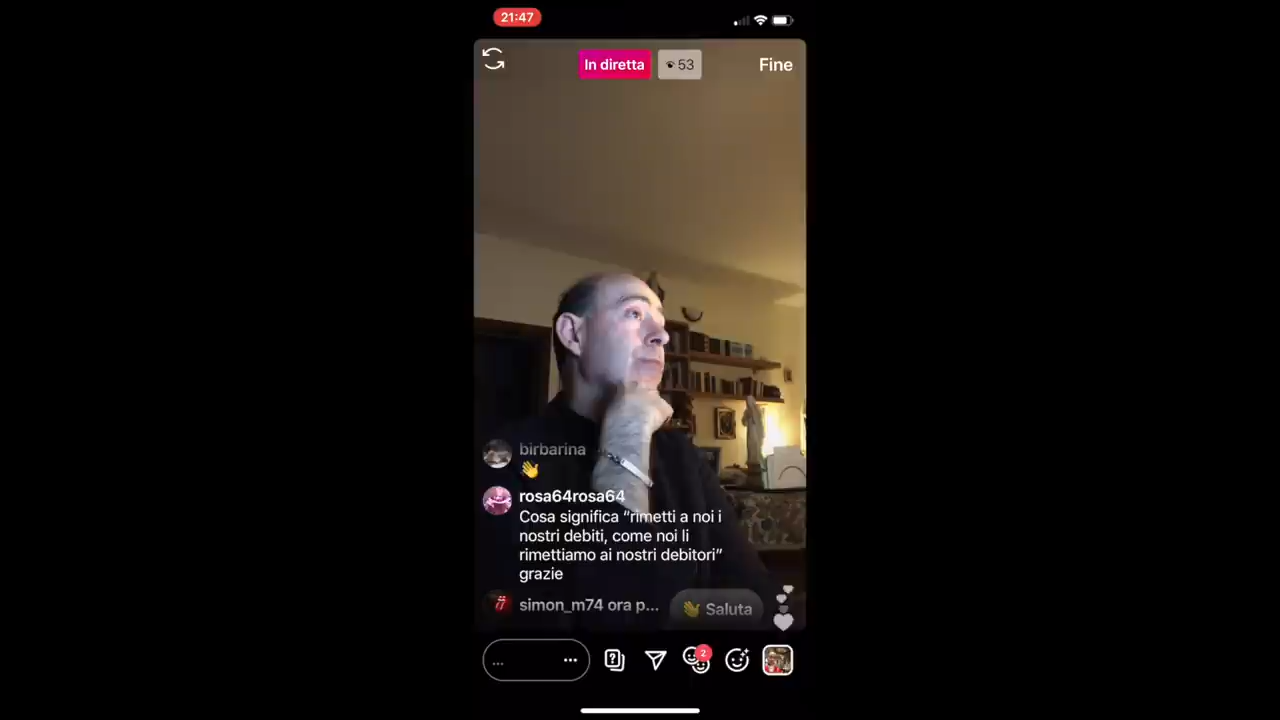 21:47
In diretta
53
Fine
birbarina
rosa64rosa64
Cosa significa “rimetti a noi i
nostri debiti, come noi li
rimettiamo ai nostri debitori”
grazie
simon_m74 ora p...
Saluta
...
2